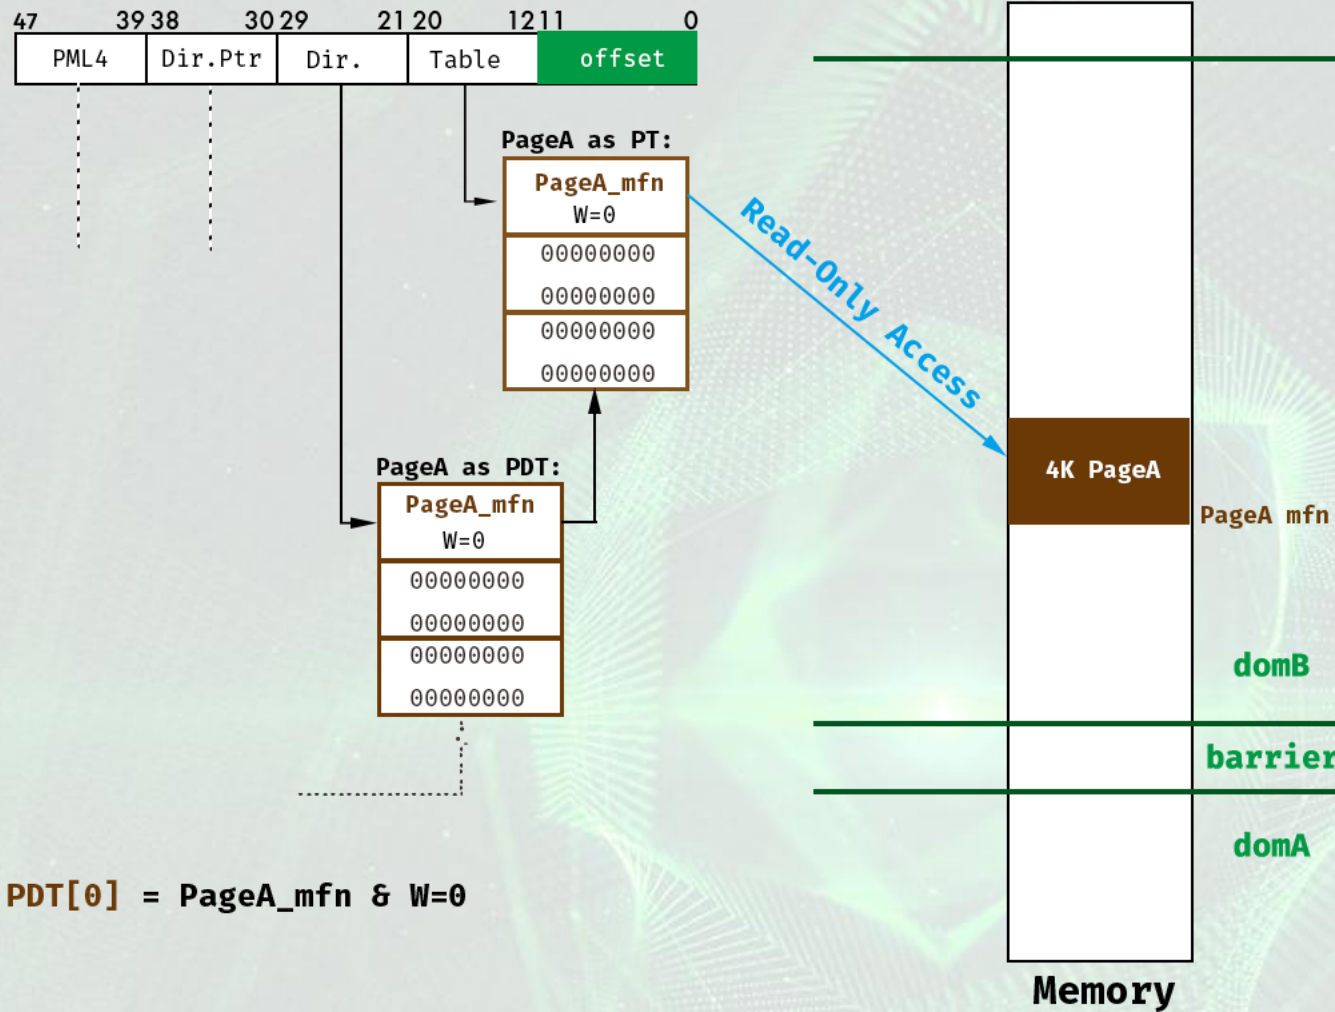 47 39 38 30 29 21 20 12 11 0
PML4 Dir.Ptr Dir. Table offset
PageA as PT:
PageA_mfn
W=0
00000000
00000000
00000000
00000000
Read-Only Access
PageA as PDT:
PageA_mfn
W=0
00000000
00000000
00000000
00000000
4K PageA
PageA mfn
domB
barrier
domA
PDT[0] = PageA_mfn & W=0
Memory